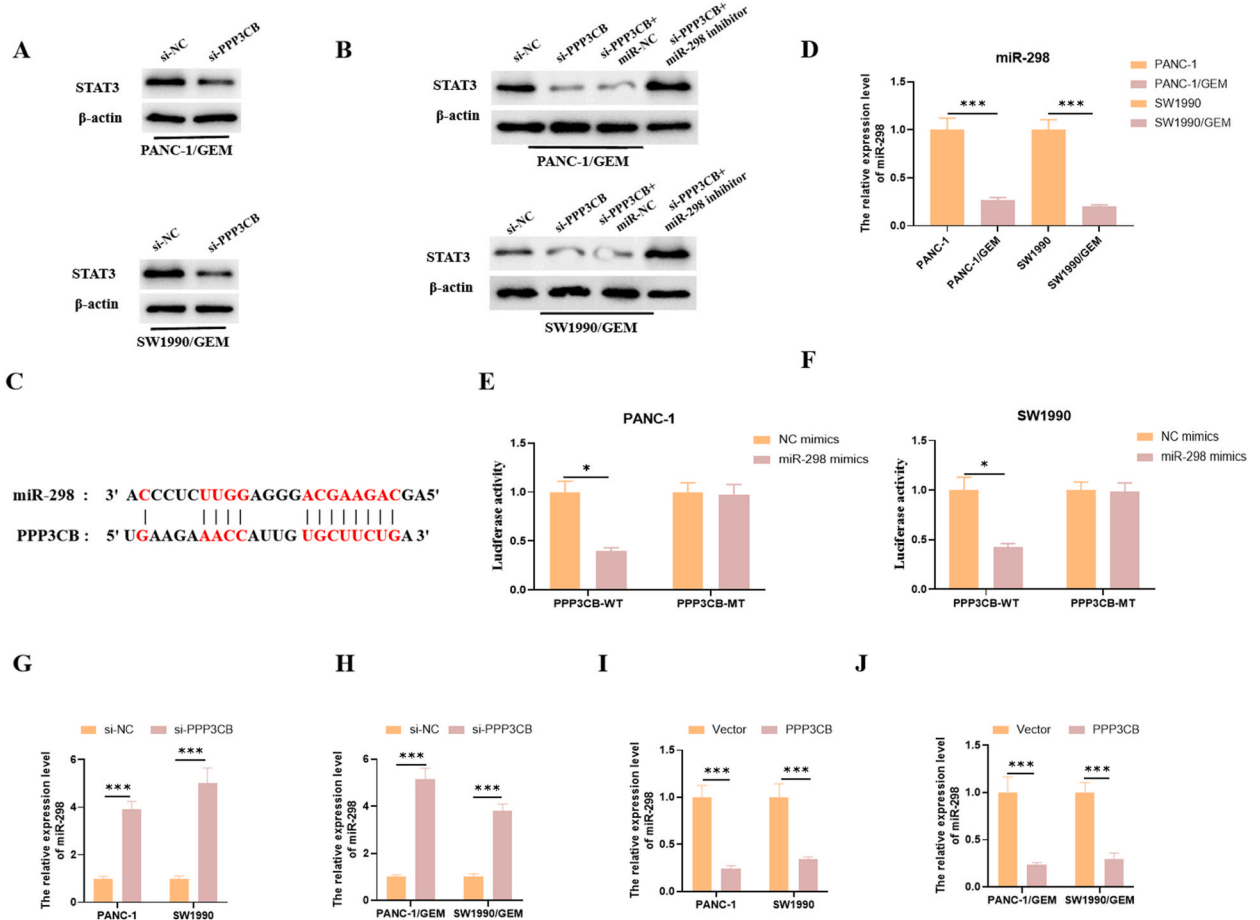 A
si-NC
si-PPP3CB
STAT3
β-actin
PANC-1/GEM
si-NC
si-PPP3CB
STAT3
β-actin
SW1990/GEM
B
si-NC
si-PPP3CB
si-PPP3CB+
miR-NC
si-PPP3CB+
miR-298 inhibitor
STAT3
β-actin
PANC-1/GEM
si-NC
si-PPP3CB
si-PPP3CB+
miR-NC
si-PPP3CB+
miR-298 inhibitor
STAT3
β-actin
SW1990/GEM
C
miR-298 : 3' ACCCUCUUGGAGGGACGAAGACGA5'
PPP3CB : 5' UGAAGAAACCAUUGUGCUUCUGA3'
D
miR-298
PANC-1
PANC-1/GEM
SW1990
SW1990/GEM
The relative expression level
of miR-298
1.5
1.0
0.5
0.0
***
***
PANC-1
PANC-1/GEM
SW1990
SW1990/GEM
E
PANC-1
NC mimics
miR-298 mimics
Luciferase activity
1.5
1.0
0.5
0.0
*
PPP3CB-WT
PPP3CB-MT
F
SW1990
NC mimics
miR-298 mimics
Luciferase activity
1.5
1.0
0.5
0.0
*
PPP3CB-WT
PPP3CB-MT
G
si-NC
si-PPP3CB
The relative expression level
of miR-298
6
4
2
0
***
***
PANC-1
SW1990
H
si-NC
si-PPP3CB
The relative expression level
of miR-298
6
4
2
0
***
***
PANC-1/GEM
SW1990/GEM
I
Vector
PPP3CB
The relative expression level
of miR-298
1.5
1.0
0.5
0.0
***
***
PANC-1
SW1990
J
Vector
PPP3CB
The relative expression level
of miR-298
1.5
1.0
0.5
0.0
***
***
PANC-1/GEM
SW1990/GEM